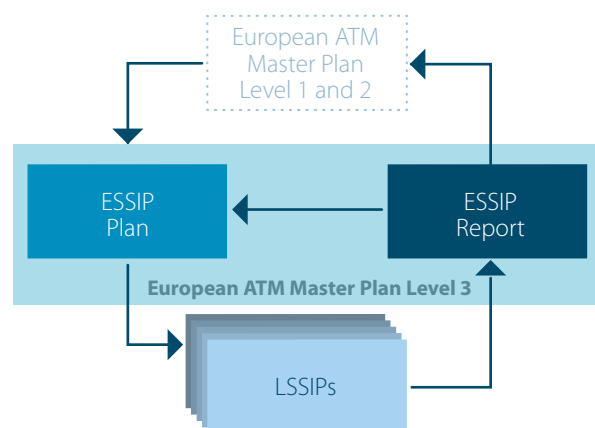 European ATM
Master Plan
Level 1 and 2
ESSIP
Plan
ESSIP
Report
European ATM Master Plan Level 3
LSSIPs